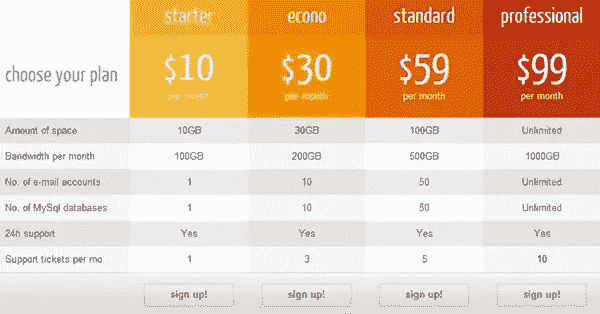 starter econo standard professional
choose your plan $10 $30 $59 $99
per month per month per month per month
Amount of space 10GB 30GB 100GB Unlimited
Bandwidth per month 100GB 200GB 500GB 1000GB
No. of e-mail accounts 1 10 50 Unlimited
No. of MySql databases 1 10 50 Unlimited
24h support Yes Yes Yes Yes
Support tickets per mo. 1 3 5 10
sign up! sign up! sign up! sign up!